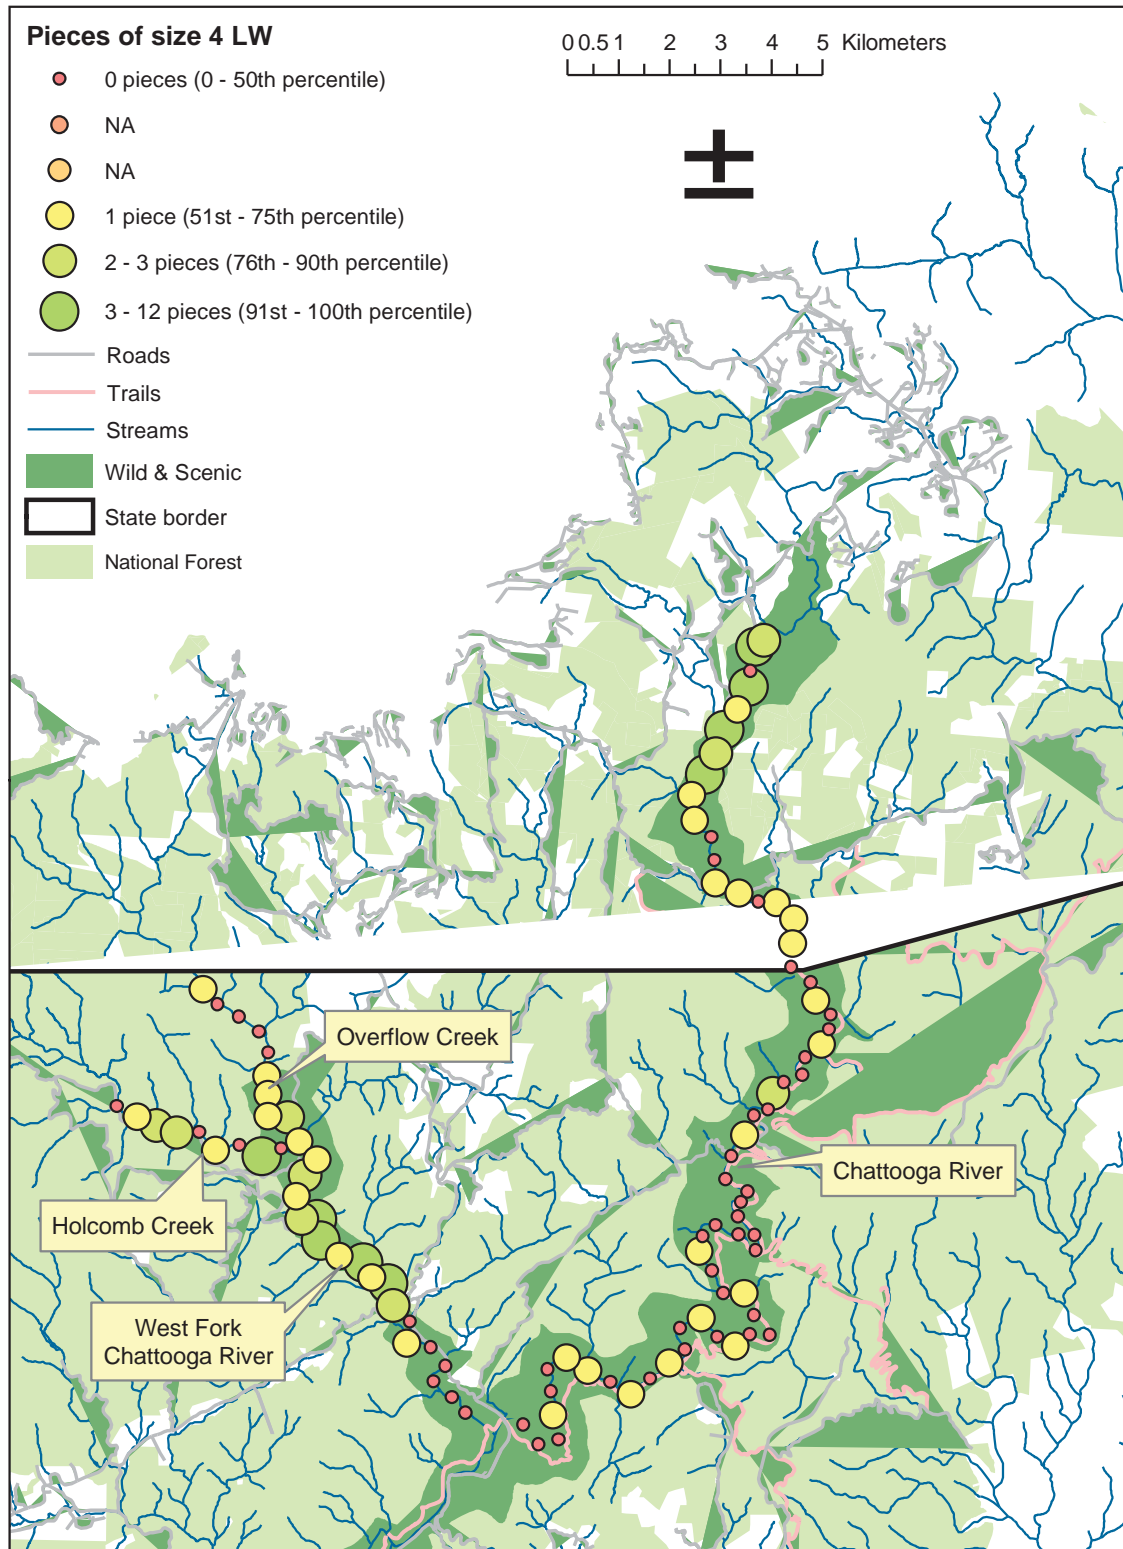 Pieces of size 4 LW
0 pieces (0 - 50th percentile)
NA
NA
1 piece (51st - 75th percentile)
2 - 3 pieces (76th - 90th percentile)
3 - 12 pieces (91st - 100th percentile)
Roads
Trails
Streams
Wild & Scenic
State border
National Forest
0 0.5 1 2 3 4 5 Kilometers
Overflow Creek
Chattooga River
Holcomb Creek
West Fork
Chattooga River